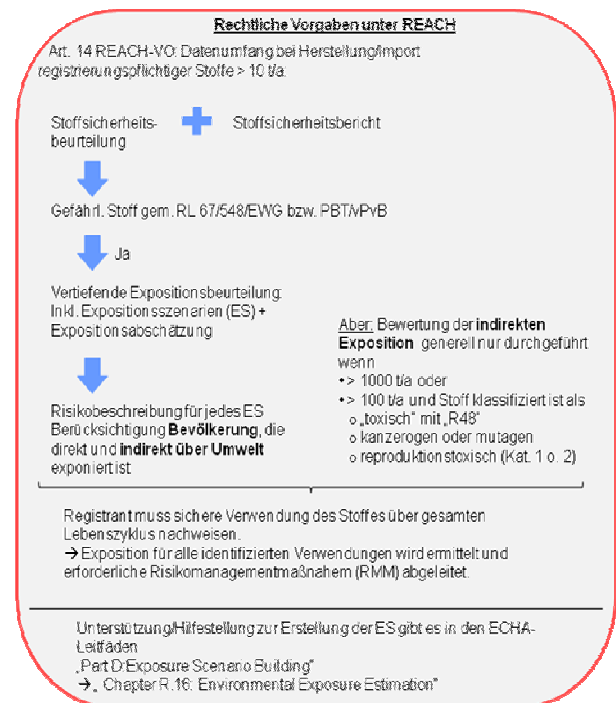 Rechtliche Vorgaben unter REACH
Art. 14 REACH-VO: Datenumfang bei Herstellung/Import
registrierungspflichtiger Stoffe > 10 t/a:
Stoffsicherheits-
beurteilung
Stoffsicherheitsbericht
Gefährl. Stoff gem. RL 67/548/EWG bzw. PBT/vPvB
Ja
Vertiefende Expositionsbeurteilung:
Inkl. Expositionsszenarien (ES) +
Expositionsabschätzung
Risikobeschreibung für jedes ES
Berücksichtigung Bevölkerung, die
direkt und indirekt über Umwelt
exponiert ist
Aber: Bewertung der indirekten
Exposition generell nur durchgeführt
wenn
•> 1000 t/a oder
•> 100 t/a und Stoff klassifiziert ist als
o „toxisch" mit „R48"
o kanzerogen oder mutagen
o reproduktionstoxisch (Kat. 1 o. 2)
Registrant muss sichere Verwendung des Stoffes über gesamten
Lebenszyklus nachweisen.
→ Exposition für alle identifizierten Verwendungen wird ermittelt und
erforderliche Risikomanagementmaßnahem (RMM) abgeleitet.
Unterstützung/Hilfestellung zur Erstellung der ES gibt es in den ECHA-
Leitfäden
„Part D:Exposure Scenario Building"
→ „ Chapter R.16: Environmental Exposure Estimation"